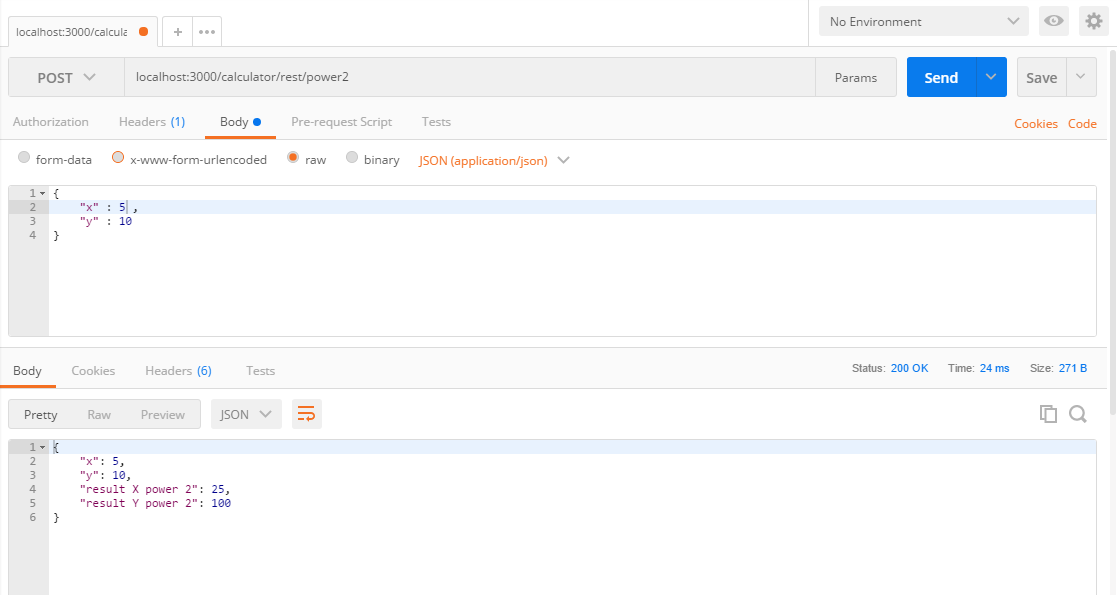 localhost:3000/calcula + ••• No Environment
POST localhost:3000/calculator/rest/power2 Params Send Save
Authorization Headers (1) Body Pre-request Script Tests Cookies Code
form-data x-www-form-urlencoded raw binary JSON (application/json)
1 {
2 "x" : 5 ,
3 "y" : 10
4 }
Body Cookies Headers (6) Tests Status: 200 OK Time: 24 ms Size: 271 B
Pretty Raw Preview JSON
1 {
2 "x": 5,
3 "y": 10,
4 "result X power 2": 25,
5 "result Y power 2": 100
6 }